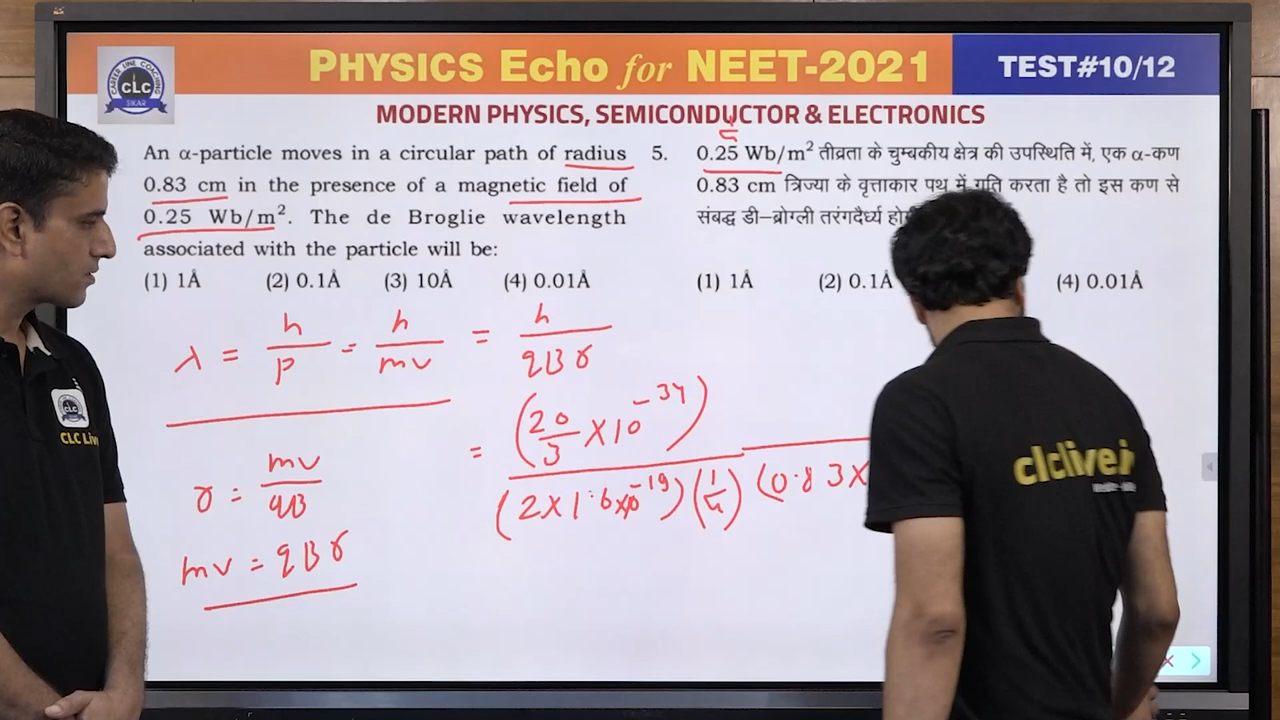 PHYSICS Echo for NEET-2021
TEST#10/12
CAREER LINE COACHING
CLC
SIKAR
MODERN PHYSICS, SEMICONDUCTOR & ELECTRONICS
An α-particle moves in a circular path of radius
0.83 cm in the presence of a magnetic field of
0.25 Wb/m². The de Broglie wavelength
associated with the particle will be:
(1) 1Å (2) 0.1Å (3) 10Å (4) 0.01Å
5. 0.25 Wb/m² तीव्रता के चुम्बकीय क्षेत्र की उपस्थिति में, एक α-कण
0.83 cm त्रिज्या के वृत्ताकार पथ में गति करता है तो इस कण से
संबद्ध डी–ब्रोग्ली तरंगदैर्ध्य
(1) 1Å (2) 0.1Å (4) 0.01Å
λ = h/p = h/mv = h/qBr
= (20/3 × 10⁻³⁴)
(2×1.6×10⁻¹⁹)(1/4)(0.83×
r = mv/qB
mv = qBr
CLC Liv
clclive.i